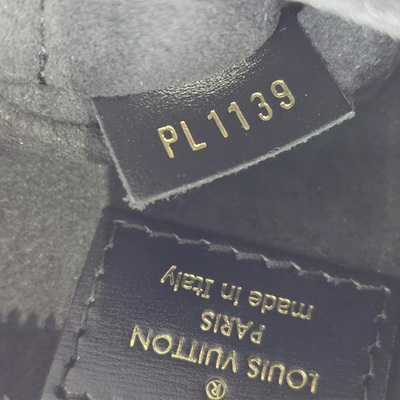 PL1139
®
LOUIS VUITTON
PARIS
made in Italy